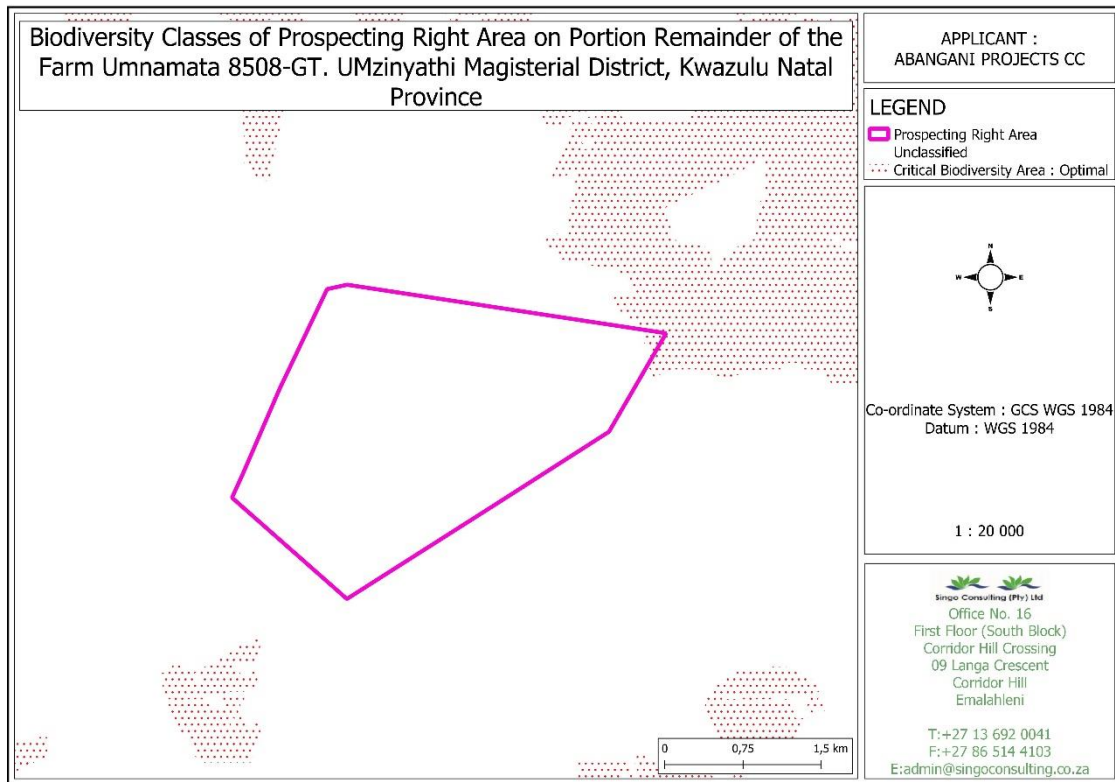 Biodiversity Classes of Prospecting Right Area on Portion Remainder of the
Farm Umnamata 8508-GT. UMzinyathi Magisterial District, Kwazulu Natal
Province
APPLICANT :
ABANGANI PROJECTS CC
LEGEND
Prospecting Right Area
Unclassified
Critical Biodiversity Area : Optimal
N
W
E
S
Co-ordinate System : GCS WGS 1984
Datum : WGS 1984
1 : 20 000
0 0,75 1,5 km
Singo Consulting (Pty) Ltd
Office No. 16
First Floor (South Block)
Corridor Hill Crossing
09 Langa Crescent
Corridor Hill
Emalahleni
T:+27 13 692 0041
F:+27 86 514 4103
E:admin@singoconsulting.co.za